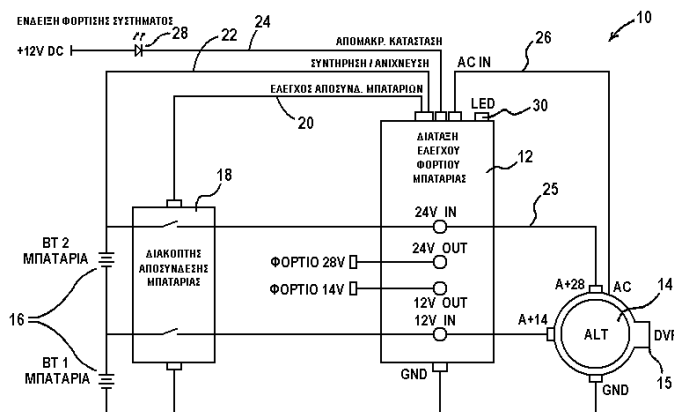 ΕΝΔΕΙΞΗ ΦΟΡΤΙΣΗΣ ΣΥΣΤΗΜΑΤΟΣ
10
+12V DC
28
22
24
ΑΠΟΜΑΚΡ. ΚΑΤΑΣΤΑΣΗ
26
ΣΥΝΤΗΡΗΣΗ / ΑΝΙΧΝΕΥΣΗ
AC IN
ΕΛΕΓΧΟΣ ΑΠΟΣΥΝΔ. ΜΠΑΤΑΡΙΩΝ
LED
30
20
ΔΙΑΤΑΞΗ
ΕΛΕΓΧΟΥ
ΦΟΡΤΙΟΥ
ΜΠΑΤΑΡΙΑΣ
12
18
24V IN
25
BT 2
ΜΠΑΤΑΡΙΑ
ΔΙΑΚΟΠΤΗΣ
ΑΠΟΣΥΝΔΕΣΗΣ
ΜΠΑΤΑΡΙΑΣ
24V OUT
ΦΟΡΤΙΟ 28V
ΦΟΡΤΙΟ 14V
12V OUT
12V IN
A+28
AC
14
16
A+14
ALT
DVR
15
BT 1
ΜΠΑΤΑΡΙΑ
GND
GND